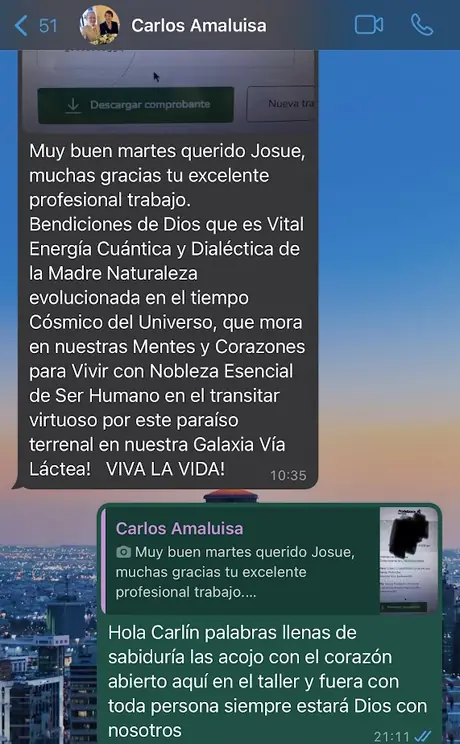 51
Carlos Amaluisa
Descargar comprobante
Nueva tra
Muy buen martes querido Josue,
muchas gracias tu excelente
profesional trabajo.
Bendiciones de Dios que es Vital
Energía Cuántica y Dialéctica de
la Madre Naturaleza
evolucionada en el tiempo
Cósmico del Universo, que mora
en nuestras Mentes y Corazones
para Vivir con Nobleza Esencial
de Ser Humano en el transitar
virtuoso por este paraíso
terrenal en nuestra Galaxia Vía
Láctea! VIVA LA VIDA!
10:35
Carlos Amaluisa
Muy buen martes querido Josue,
muchas gracias tu excelente
profesional trabajo....
Hola Carlín palabras llenas de
sabiduría las acojo con el corazón
abierto aquí en el taller y fuera con
toda persona siempre estará Dios con
nosotros
21:11